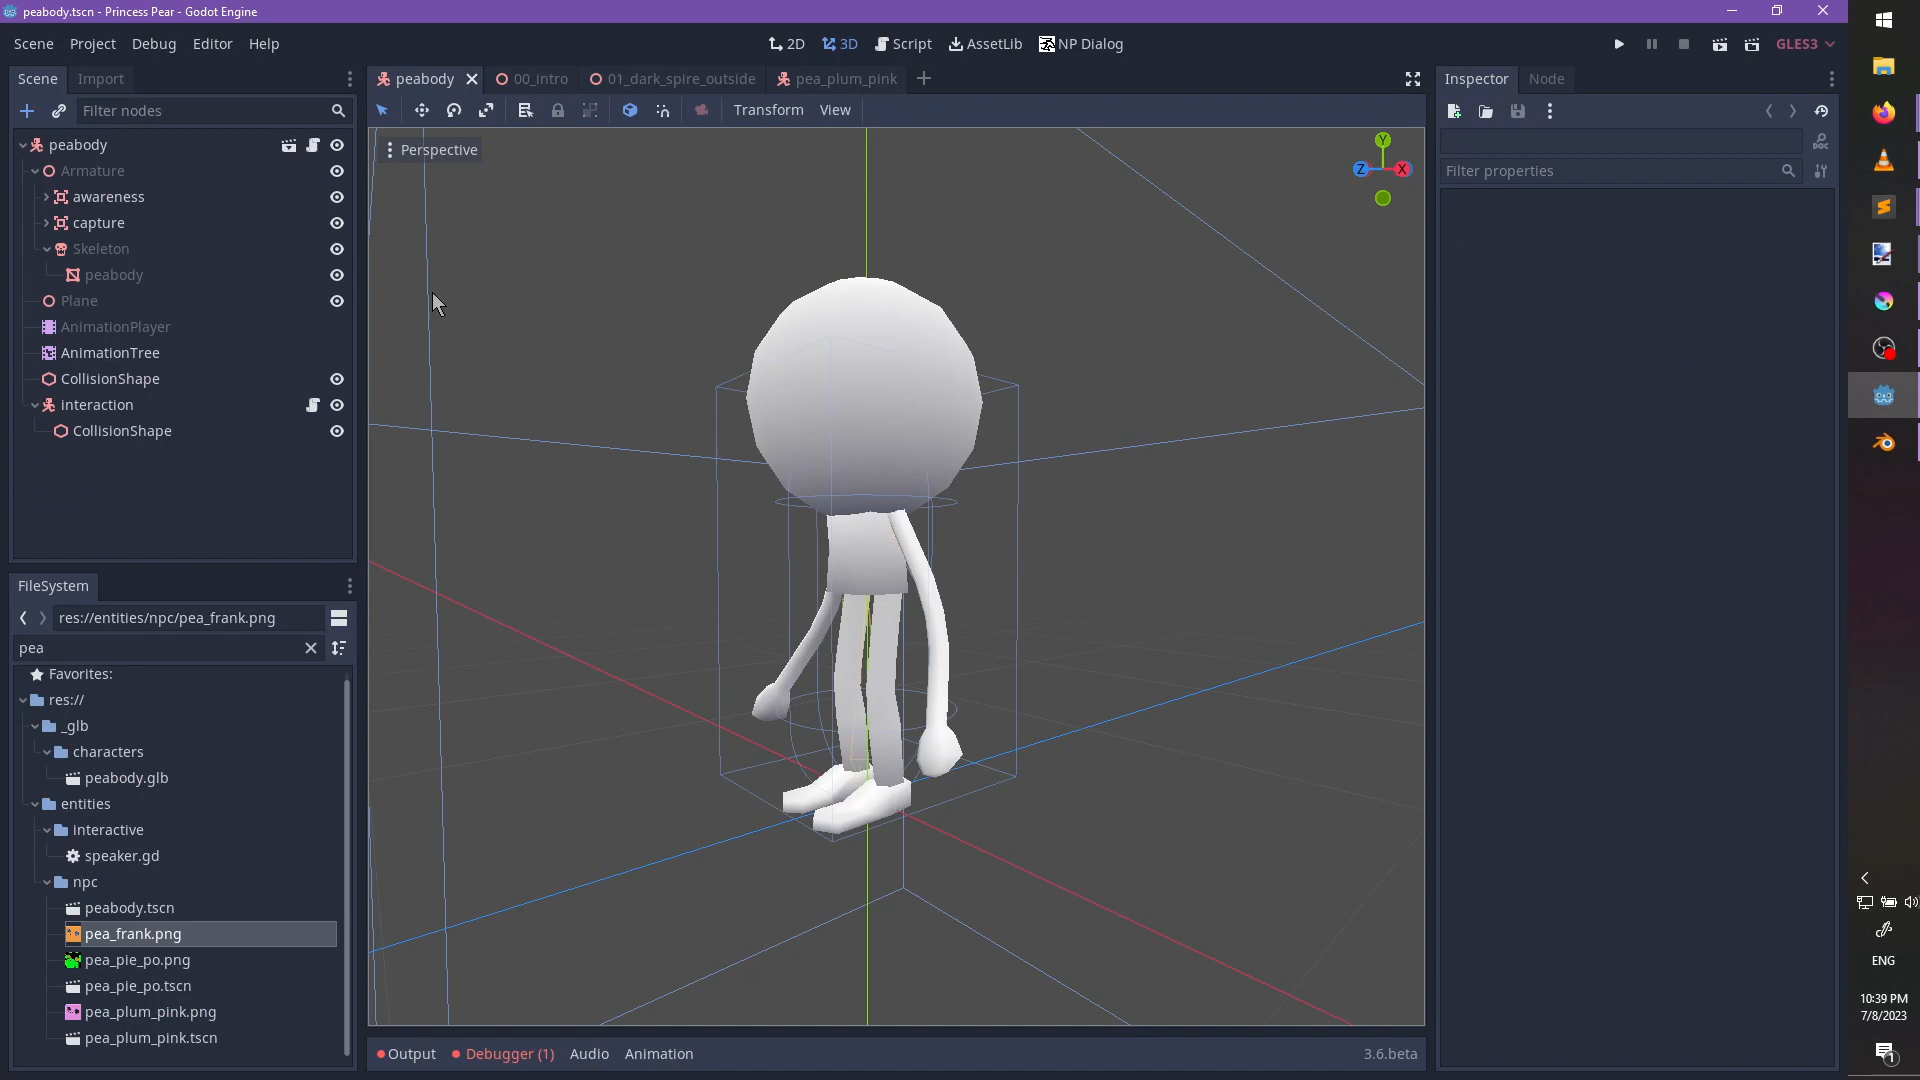 peabody.tscn - Princess Pear - Godot Engine
Scene Project Debug Editor Help
2D 3D Script AssetLib NP Dialog
GLES3
Scene Import
peabody 00_intro 01_dark_spire_outside pea_plum_pink
Inspector Node
Filter nodes
Transform View
peabody
Armature
awareness
capture
Skeleton
peabody
Plane
AnimationPlayer
AnimationTree
CollisionShape
interaction
CollisionShape
Perspective
Y
Z X
DOC
Filter properties
FileSystem
res://entities/npc/pea_frank.png
pea
Favorites:
res://
_glb
characters
peabody.glb
entities
interactive
speaker.gd
npc
peabody.tscn
pea_frank.png
pea_pie_po.png
pea_pie_po.tscn
pea_plum_pink.png
pea_plum_pink.tscn
Output Debugger (1) Audio Animation
3.6.beta
ENG
10:39 PM
7/8/2023
1